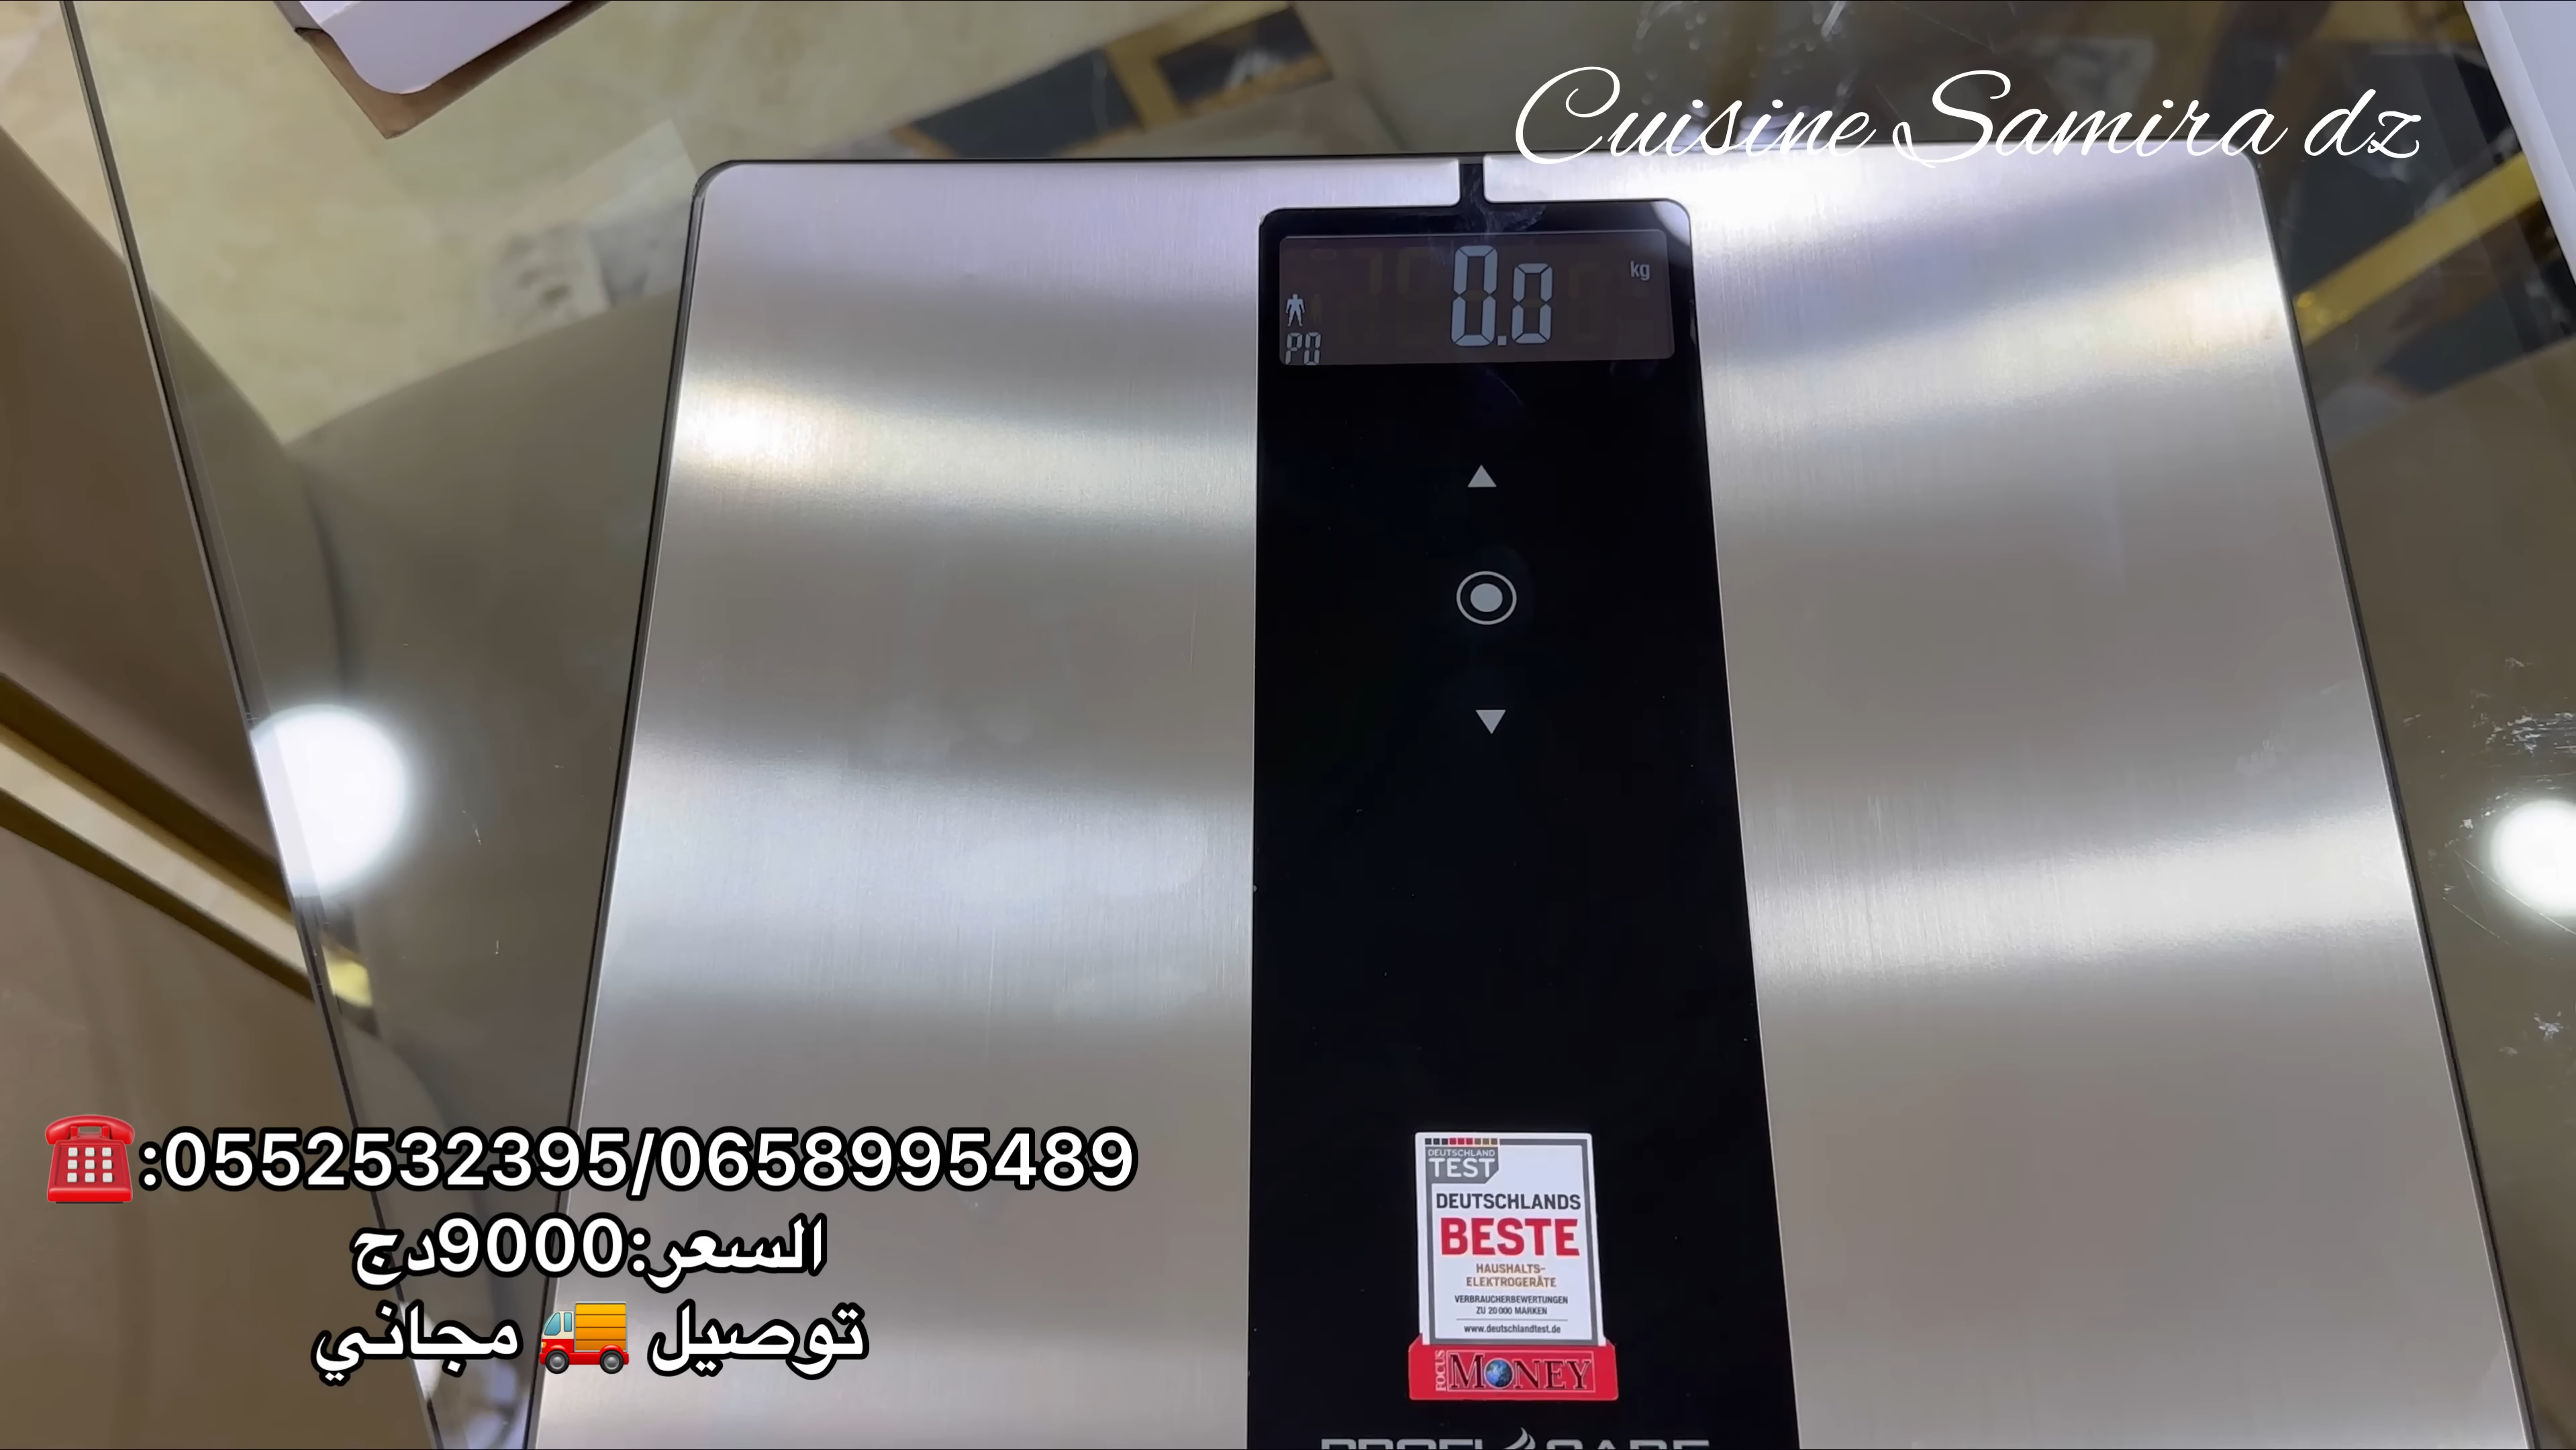 Cuisine Samira dz
0.0
kg
P0
DEUTSCHLAND
TEST
DEUTSCHLANDS
BESTE
HAUSHALTS-
ELEKTROGERÄTE
VERBRAUCHERBEWERTUNGEN
ZU 20 000 MARKEN
www.deutschlandtest.de
FOCUS
MONEY
☎️:0552532395/0658995489
السعر:9000دج
توصيل 🚚 مجاني